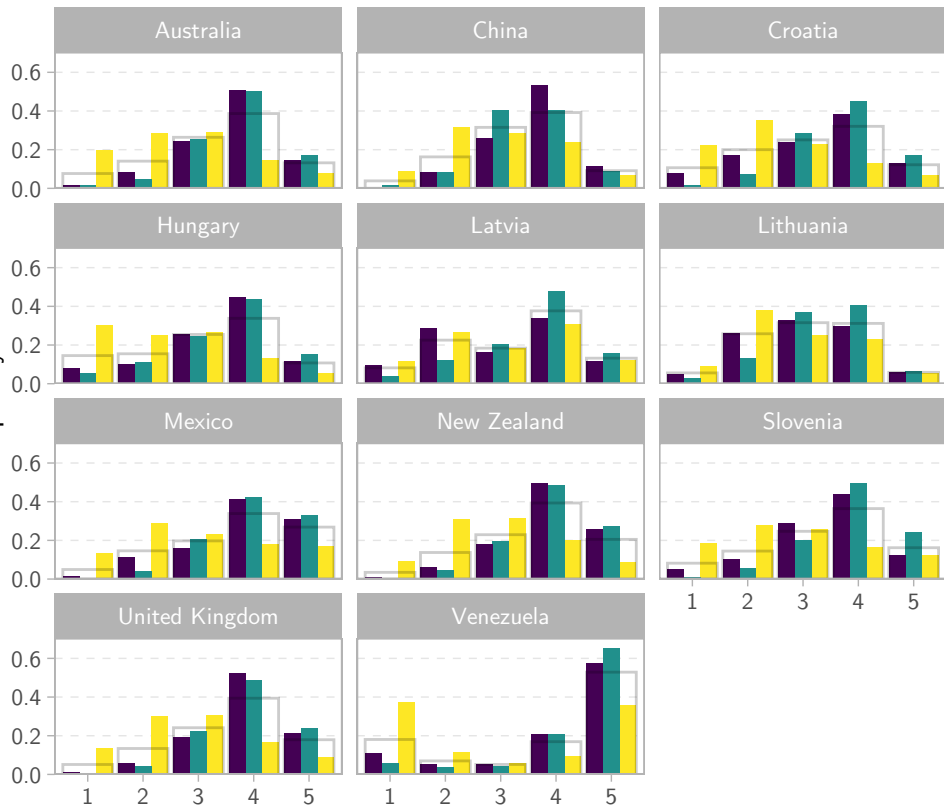 Australia China Croatia
0.6
0.4
0.2
0.0
Hungary Latvia Lithuania
0.6
0.4
0.2
0.0
Mexico New Zealand Slovenia
0.6
0.4
0.2
0.0
1 2 3 4 5
United Kingdom Venezuela
0.6
0.4
0.2
0.0
1 2 3 4 5 1 2 3 4 5